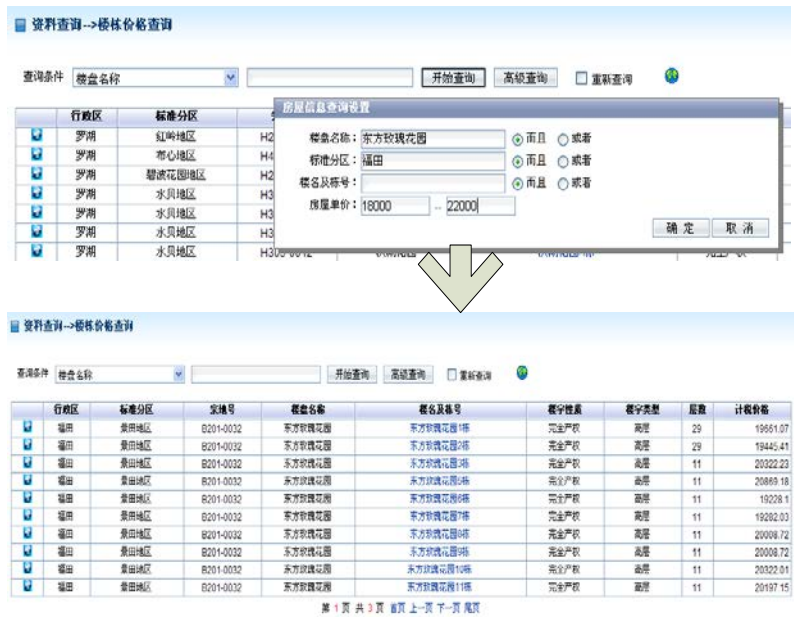 资料查询-->楼栋价格查询
查询条件 楼盘名称 开始查询 高级查询 重新查询
行政区 标准分区
房屋信息查询设置
罗湖 红岭地区 H2
罗湖 布心地区 H4
罗湖 碧波花园地区 H2
罗湖 水贝地区 H3
罗湖 水贝地区 H3
罗湖 水贝地区 H3
罗湖 水贝地区
楼盘名称: 东方玫瑰花园 而且 或者
标准分区: 福田 而且 或者
楼名及栋号: 而且 或者
房屋单价: 18000 -- 22000
确 定 取 消
资料查询-->楼栋价格查询
查询条件 楼盘名称 开始查询 高级查询 重新查询
行政区 标准分区 宗地号 楼盘名称 楼名及栋号 楼宇性质 楼宇类型 层数 计税价格
福田 景田地区 B201-0032 东方玫瑰花园 东方玫瑰花园1栋 完全产权 高层 29 19661.07
福田 景田地区 B201-0032 东方玫瑰花园 东方玫瑰花园2栋 完全产权 高层 29 19445.41
福田 景田地区 B201-0032 东方玫瑰花园 东方玫瑰花园3栋 完全产权 高层 11 20322.23
福田 景田地区 B201-0032 东方玫瑰花园 东方玫瑰花园5栋 完全产权 高层 11 20869.18
福田 景田地区 B201-0032 东方玫瑰花园 东方玫瑰花园6栋 完全产权 高层 11 19228.1
福田 景田地区 B201-0032 东方玫瑰花园 东方玫瑰花园7栋 完全产权 高层 11 19282.03
福田 景田地区 B201-0032 东方玫瑰花园 东方玫瑰花园8栋 完全产权 高层 11 20008.72
福田 景田地区 B201-0032 东方玫瑰花园 东方玫瑰花园9栋 完全产权 高层 11 20008.72
福田 景田地区 B201-0032 东方玫瑰花园 东方玫瑰花园10栋 完全产权 高层 11 20322.01
福田 景田地区 B201-0032 东方玫瑰花园 东方玫瑰花园11栋 完全产权 高层 11 20197.15
第 1 页 共 3 页 首页 上一页 下一页 尾页